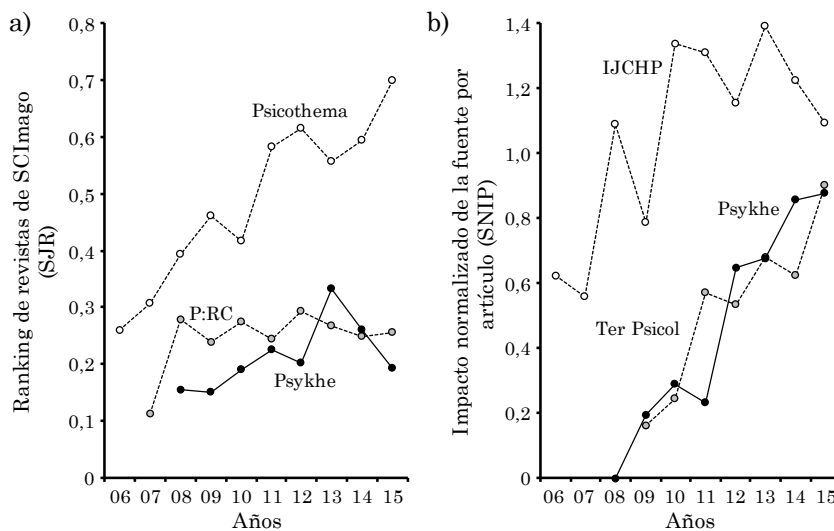 a)
Ranking de revistas de SCImago
(SJR)
0,8
0,7
0,6
0,5
0,4
0,3
0,2
0,1
0
Psicothema
P:RC
Psykhe
06 07 08 09 10 11 12 13 14 15
Años
b)
Impacto normalizado de la fuente por
artículo (SNIP)
1,4
1,2
1,0
0,8
0,6
0,4
0,2
0
IJCHP
Psykhe
Ter Psicol
06 07 08 09 10 11 12 13 14 15
Años